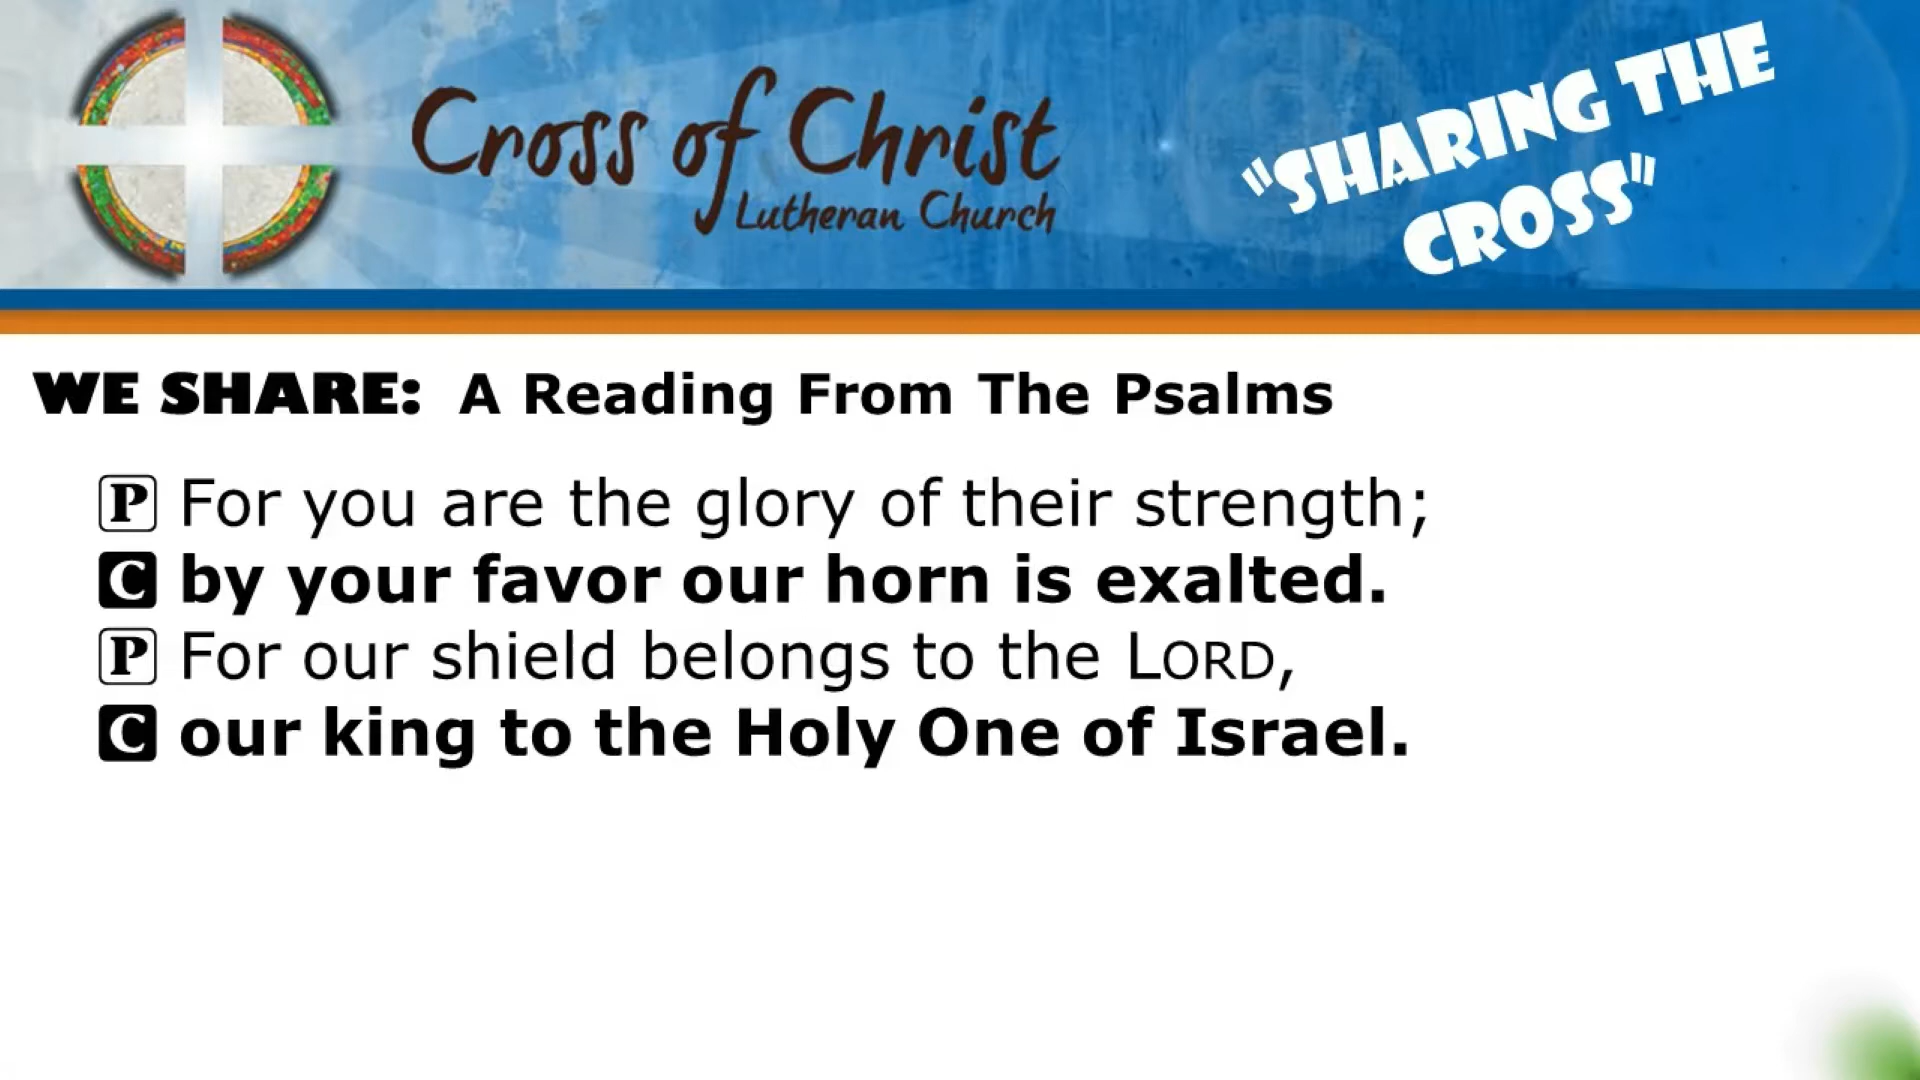 Cross of Christ
Lutheran Church
"SHARING THE
CROSS"
WE SHARE: A Reading From The Psalms
P For you are the glory of their strength;
C by your favor our horn is exalted.
P For our shield belongs to the LORD,
C our king to the Holy One of Israel.